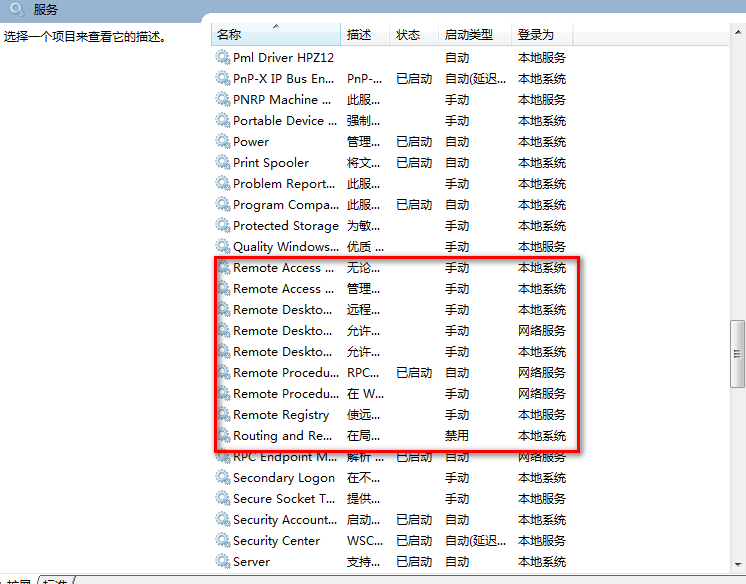 服务
选择一个项目来查看它的描述。
名称 描述 状态 启动类型 登录为
Pml Driver HPZ12 自动 本地服务
PnP-X IP Bus En... PnP-... 已启动 自动(延迟... 本地系统
PNRP Machine ... 此服... 手动 本地服务
Portable Device ... 强制... 手动 本地系统
Power 管理... 已启动 自动 本地系统
Print Spooler 将文... 已启动 自动 本地系统
Problem Report... 此服... 手动 本地系统
Program Compa... 此服... 已启动 自动 本地系统
Protected Storage 为敏... 手动 本地系统
Quality Windows... 优质 ... 手动 本地服务
Remote Access ... 无论... 手动 本地系统
Remote Access ... 管理... 手动 本地系统
Remote Deskto... 远程... 手动 本地系统
Remote Deskto... 允许... 手动 网络服务
Remote Deskto... 允许... 手动 本地系统
Remote Procedu... RPC... 已启动 自动 网络服务
Remote Procedu... 在 W... 手动 网络服务
Remote Registry 使远... 手动 本地服务
Routing and Re... 在局... 禁用 本地系统
RPC Endpoint M... 解析 ... 已启动 自动 网络服务
Secondary Logon 在不... 手动 本地系统
Secure Socket T... 提供... 手动 本地服务
Security Account... 启动... 已启动 自动 本地系统
Security Center WSC... 已启动 自动(延迟... 本地服务
Server 支持... 已启动 自动 本地系统
扩展 标准